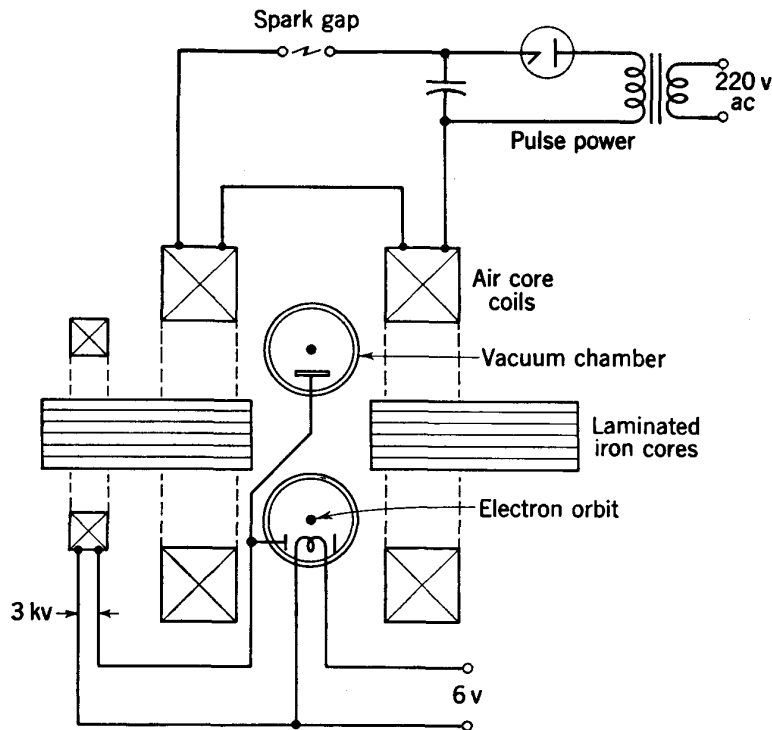 Spark gap
220 v
ac
Pulse power
Air core
coils
Vacuum chamber
Laminated
iron cores
Electron orbit
3 kv
6 v